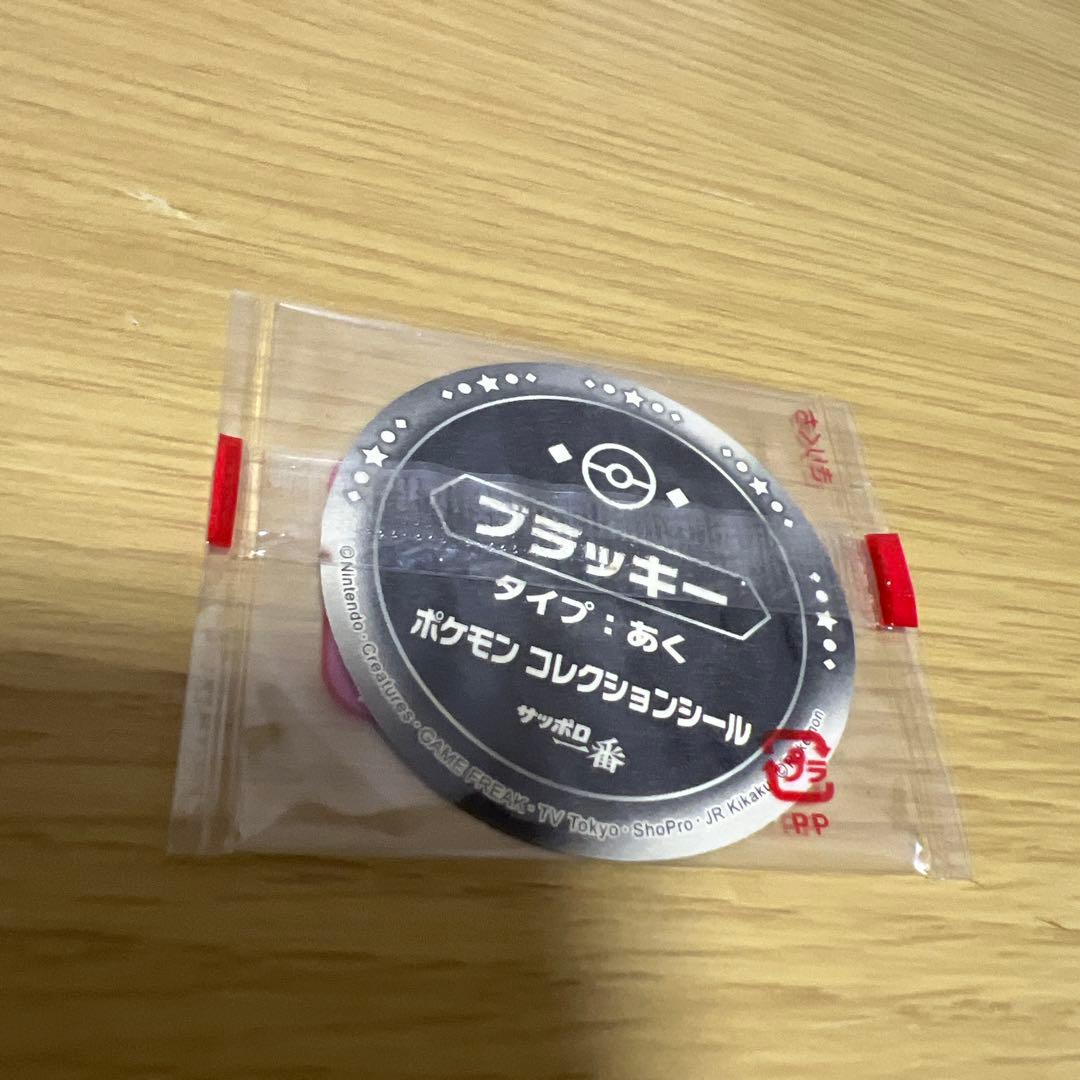 ブラッキー
タイプ：あく
ポケモン コレクションシール
サッポロ一番
©Nintendo・Creatures・GAME FREAK・TV Tokyo・ShoPro・JR Kikaku ©Pokémon
プラ
PP